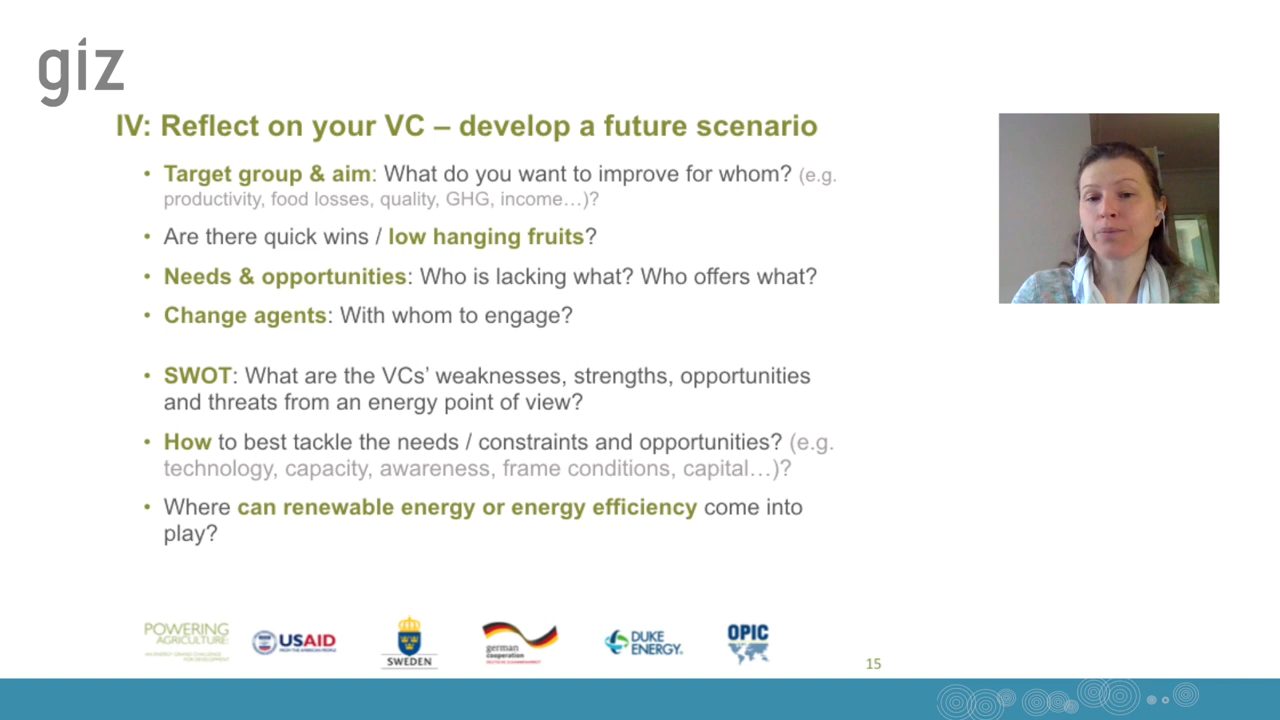 giz
IV: Reflect on your VC – develop a future scenario
• Target group & aim: What do you want to improve for whom? (e.g.
productivity, food losses, quality, GHG, income…)?
• Are there quick wins / low hanging fruits?
• Needs & opportunities: Who is lacking what? Who offers what?
• Change agents: With whom to engage?
• SWOT: What are the VCs’ weaknesses, strengths, opportunities
and threats from an energy point of view?
• How to best tackle the needs / constraints and opportunities? (e.g.
technology, capacity, awareness, frame conditions, capital…)?
• Where can renewable energy or energy efficiency come into
play?
POWERING
AGRICULTURE:
AN ENERGY GRAND CHALLENGE
FOR DEVELOPMENT
USAID
FROM THE AMERICAN PEOPLE
SWEDEN
german
cooperation
DEUTSCHE ZUSAMMENARBEIT
DUKE
ENERGY.
OPIC
15